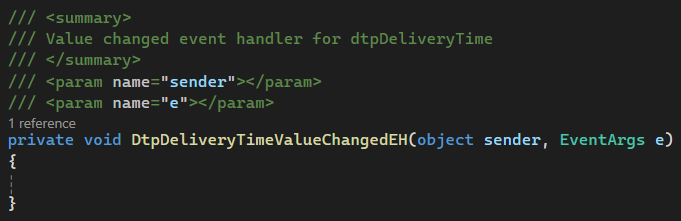 /// <summary>
/// Value changed event handler for dtpDeliveryTime
/// </summary>
/// <param name="sender"></param>
/// <param name="e"></param>
1 reference
private void DtpDeliveryTimeValueChangedEH(object sender, EventArgs e)
{
}